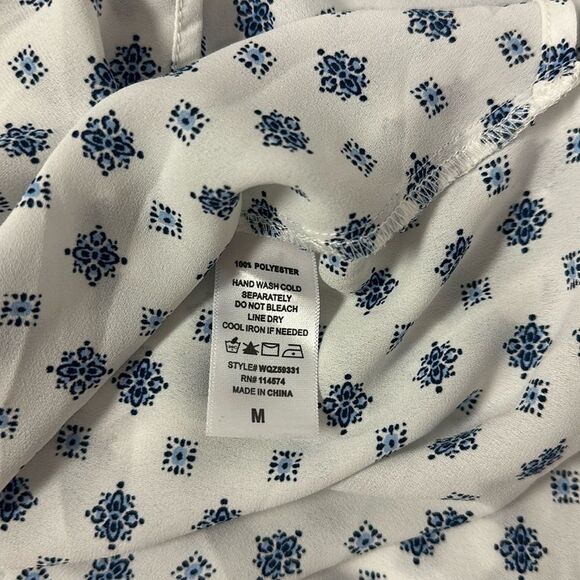 100% POLYESTER
HAND WASH COLD
SEPARATELY
DO NOT BLEACH
LINE DRY
COOL IRON IF NEEDED
STYLE# WQZ59331
RN# 114574
MADE IN CHINA
M